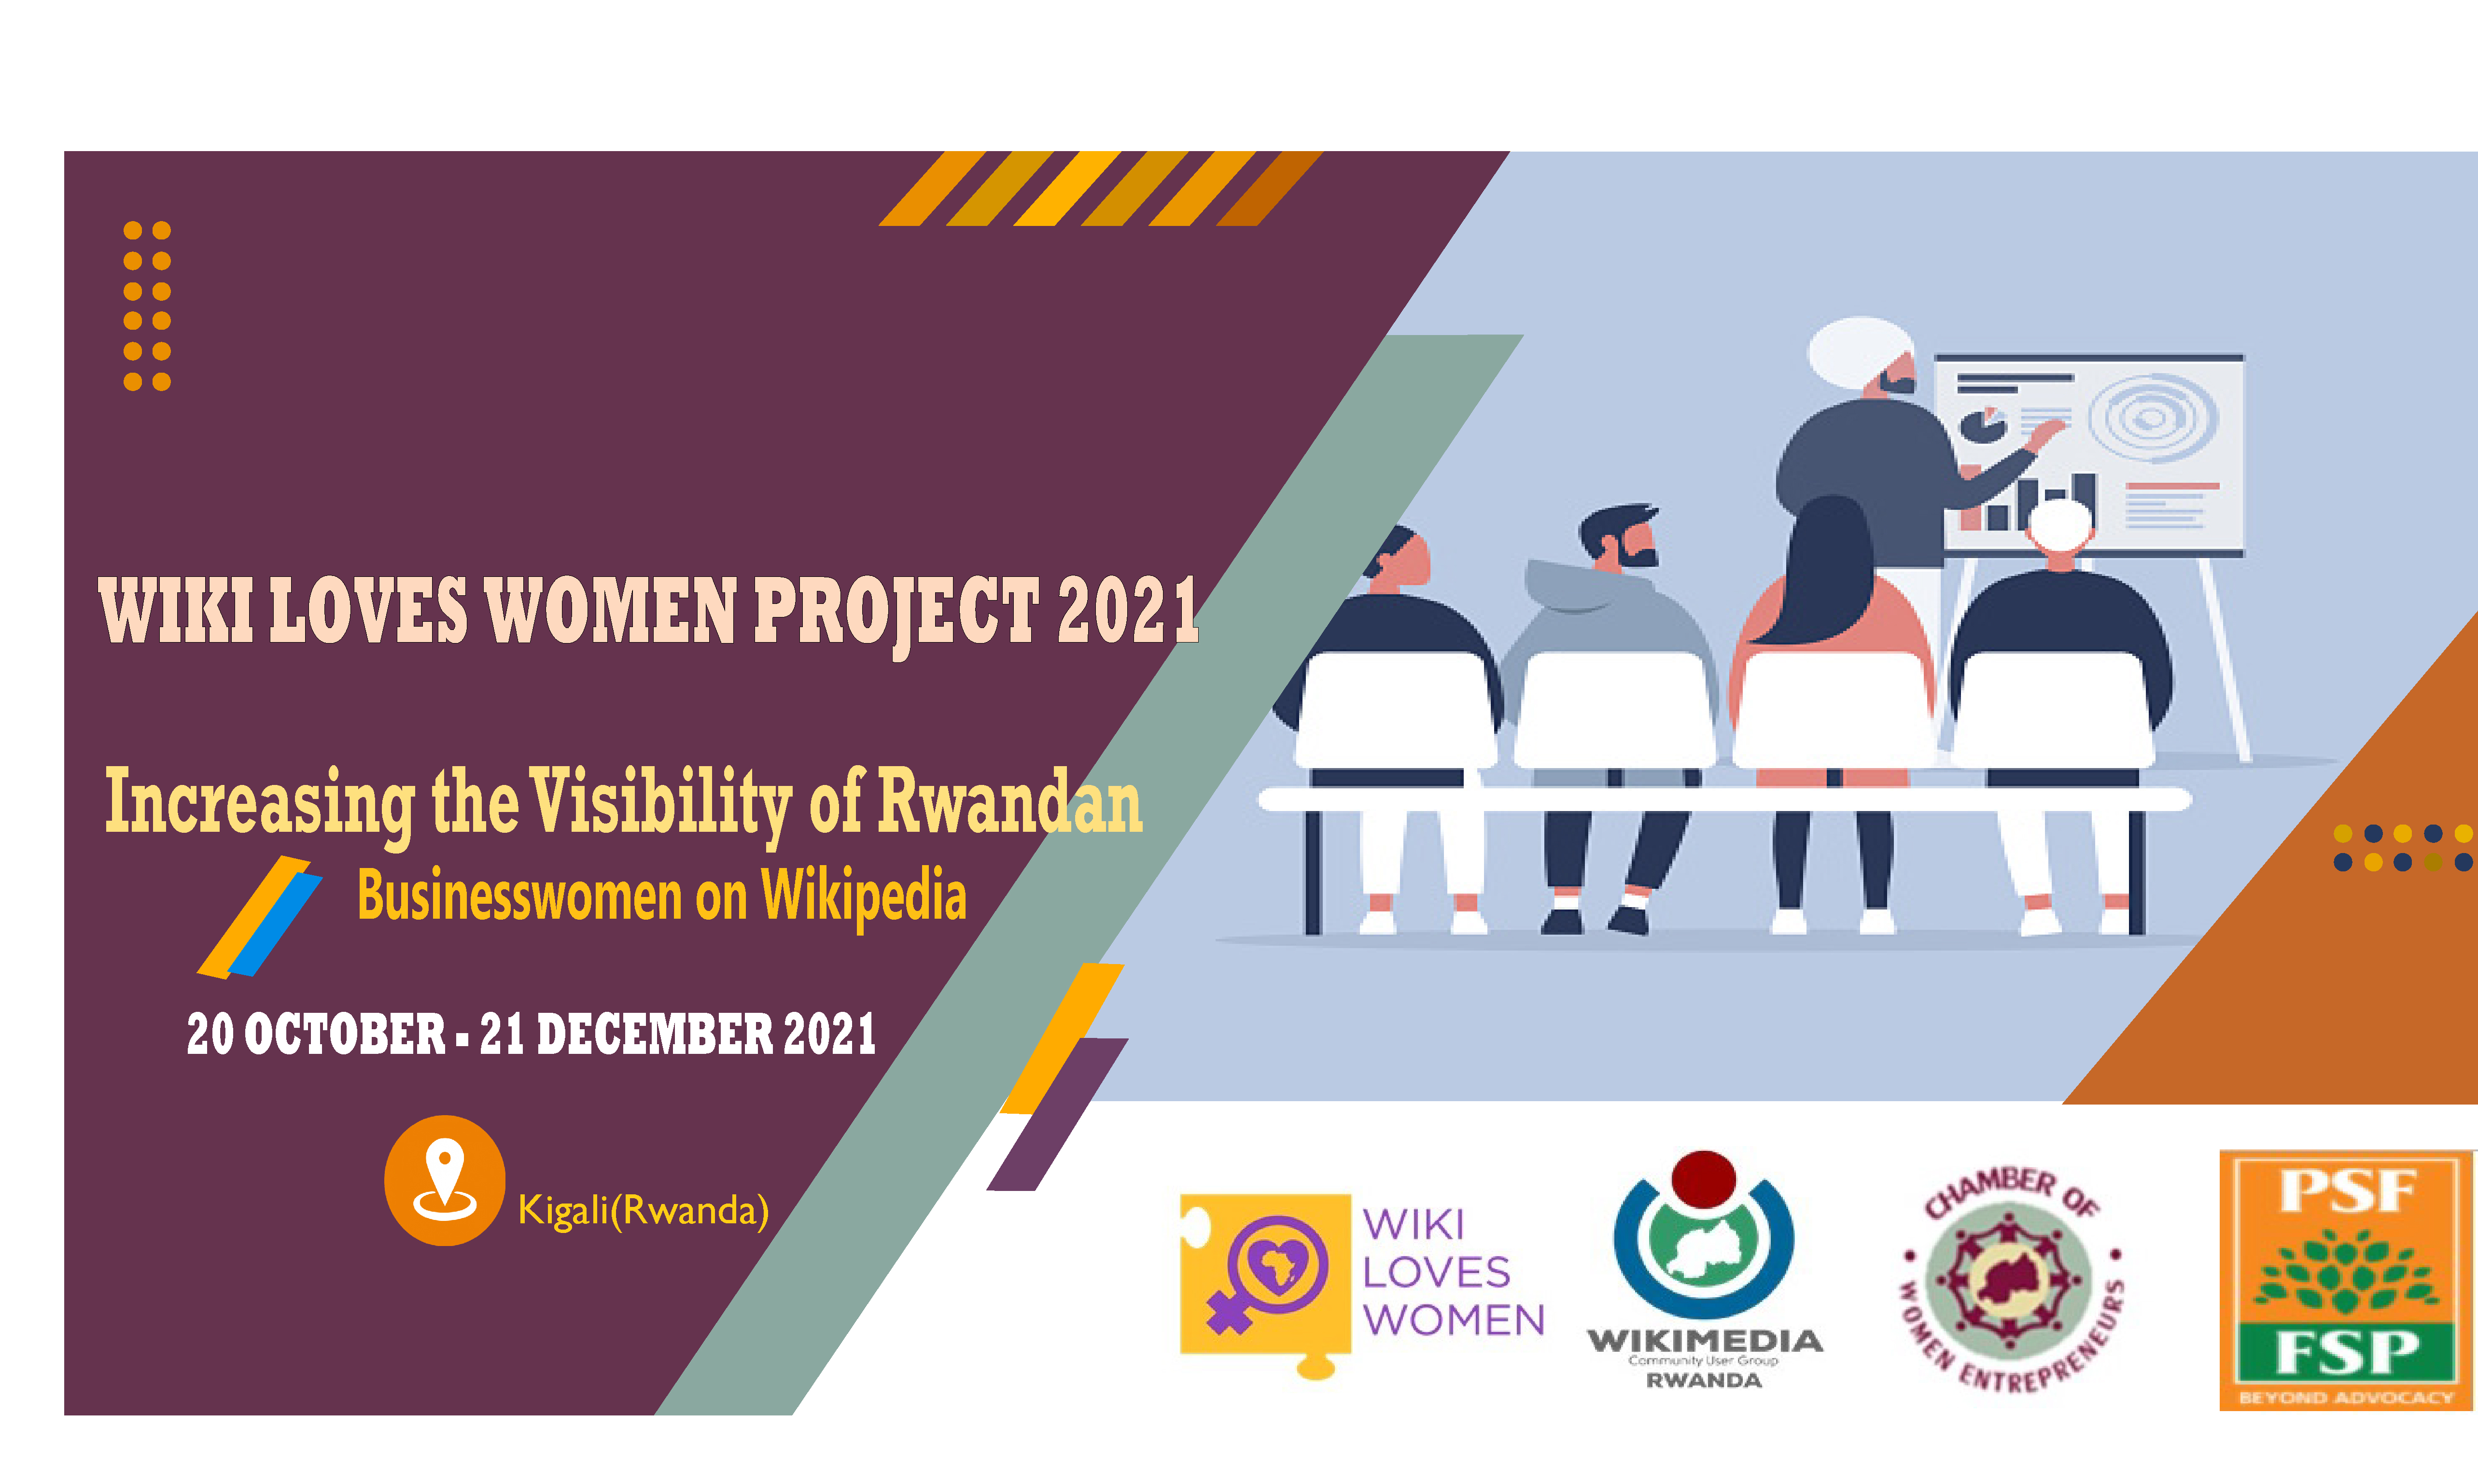 WIKI LOVES WOMEN PROJECT 2021
Increasing the Visibility of Rwandan
Businesswomen on Wikipedia
20 OCTOBER - 21 DECEMBER 2021
Kigali(Rwanda)
WIKI
LOVES
WOMEN
WIKIMEDIA
Community User Group
RWANDA
CHAMBER OF
WOMEN ENTREPRENEURS
PSF
FSP
BEYOND ADVOCACY